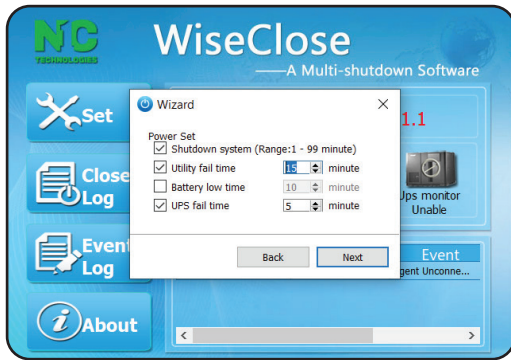 NTC
TECHNOLOGIES
WiseClose
——A Multi-shutdown Software
Set
Close
Log
Event
Log
About
Wizard
Power Set
Shutdown system (Range:1 - 99 minute)
Utility fail time 15 minute
Battery low time 10 minute
UPS fail time 5 minute
Back Next
1.1
Ups monitor
Unable
Event
gent Unconne...